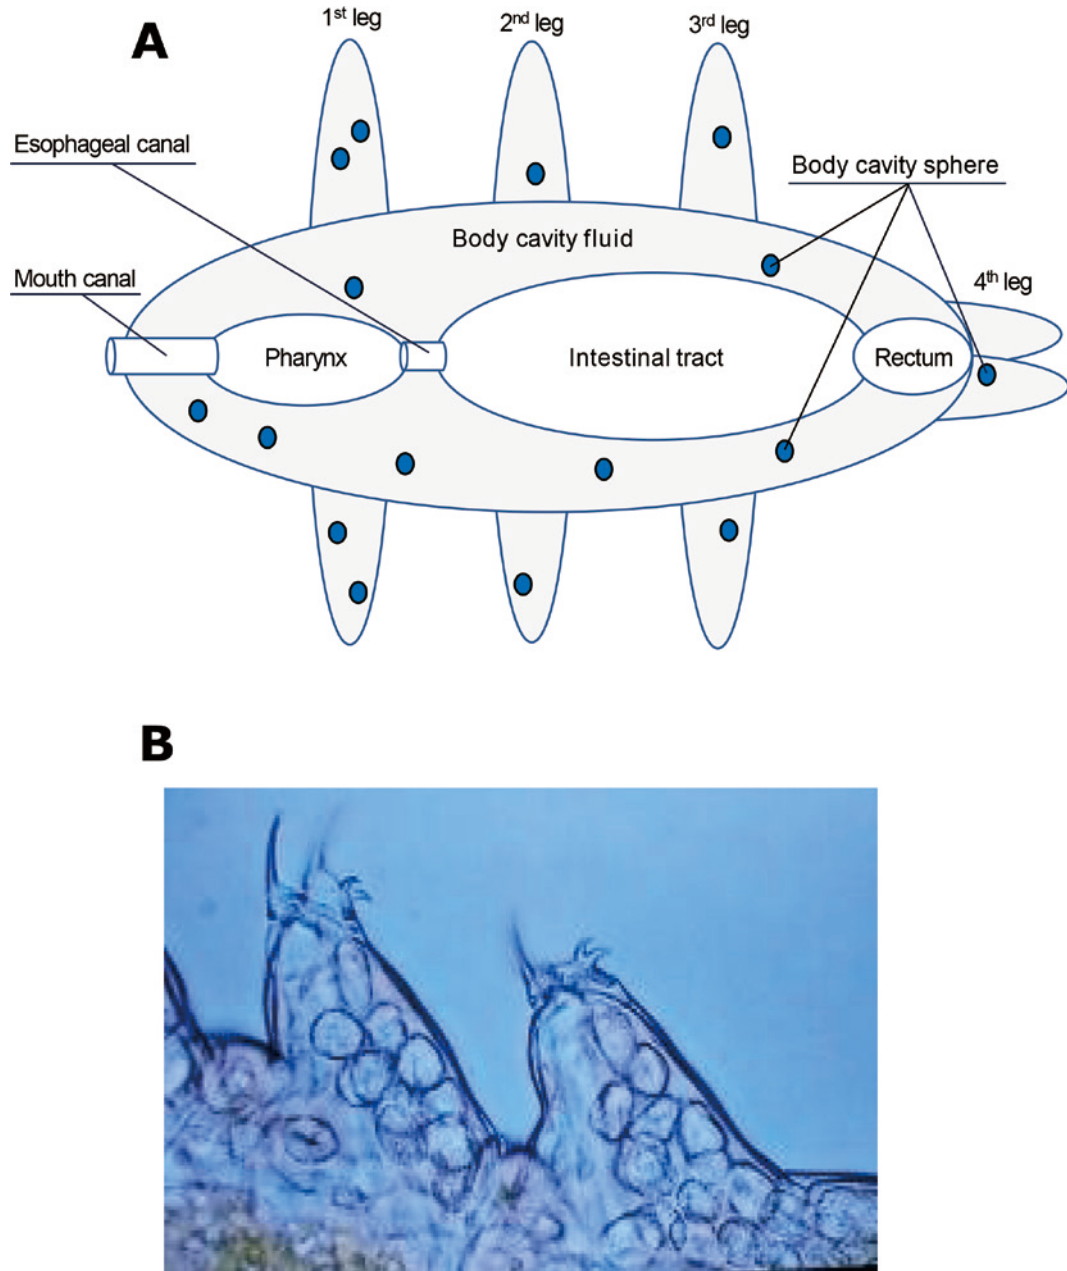 A
1st leg
2nd leg
3rd leg
Esophageal canal
Body cavity sphere
Body cavity fluid
Mouth canal
4th leg
Pharynx
Intestinal tract
Rectum
B